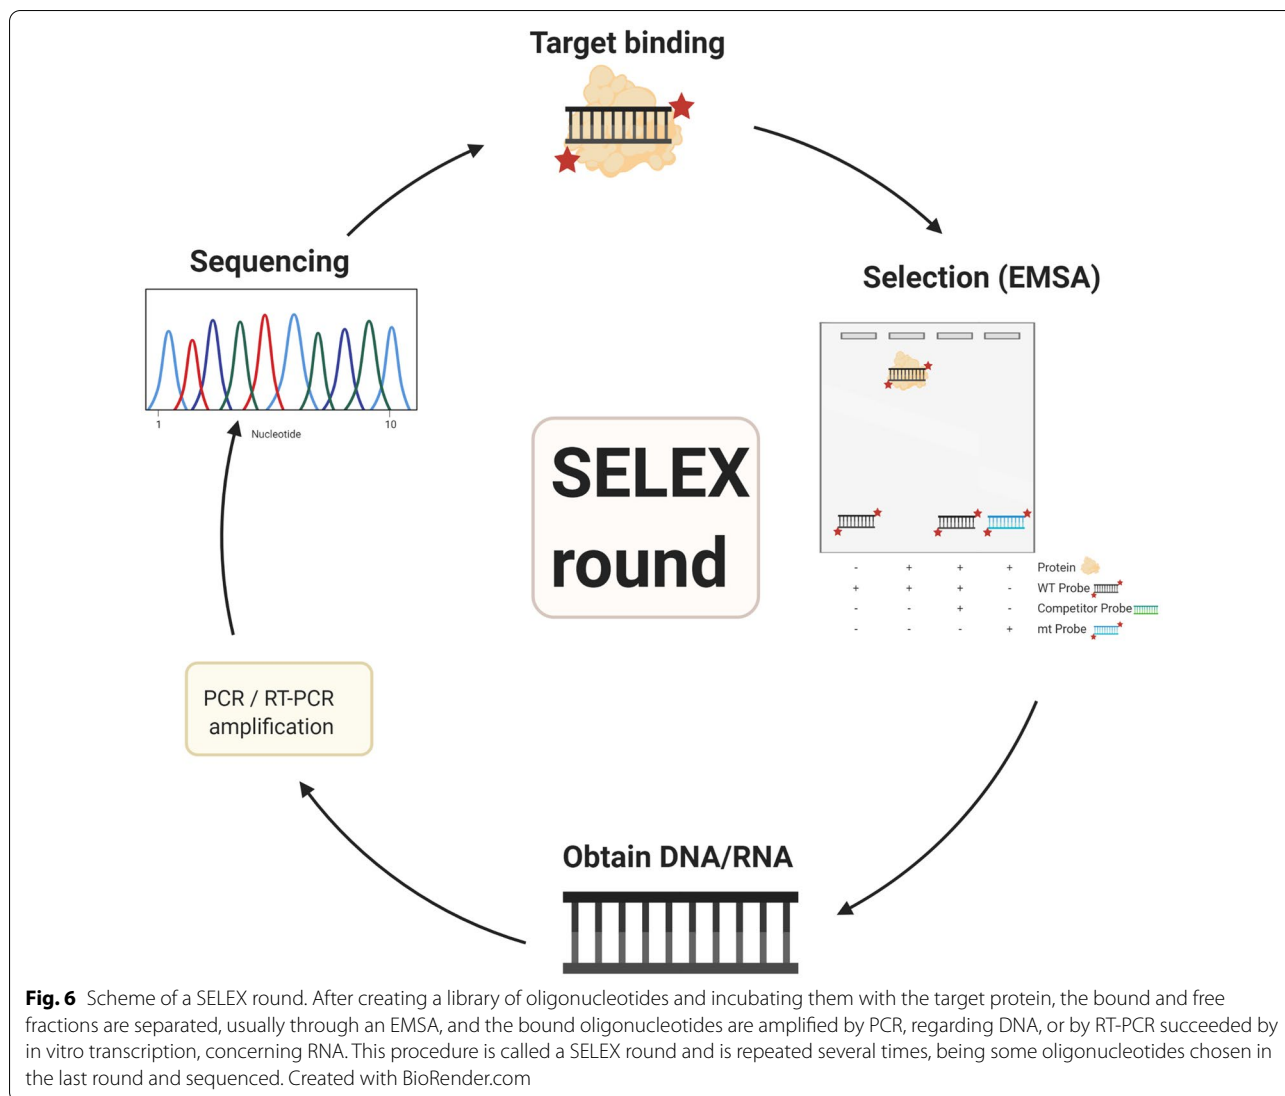 Target binding
Sequencing
1
10
Nucleotide
Selection (EMSA)
- + + + Protein
+ + + - WT Probe
- - + - Competitor Probe
- - - + mt Probe
SELEX
round
PCR / RT-PCR
amplification
Obtain DNA/RNA
Fig. 6 Scheme of a SELEX round. After creating a library of oligonucleotides and incubating them with the target protein, the bound and free
fractions are separated, usually through an EMSA, and the bound oligonucleotides are amplified by PCR, regarding DNA, or by RT-PCR succeeded by
in vitro transcription, concerning RNA. This procedure is called a SELEX round and is repeated several times, being some oligonucleotides chosen in
the last round and sequenced. Created with BioRender.com